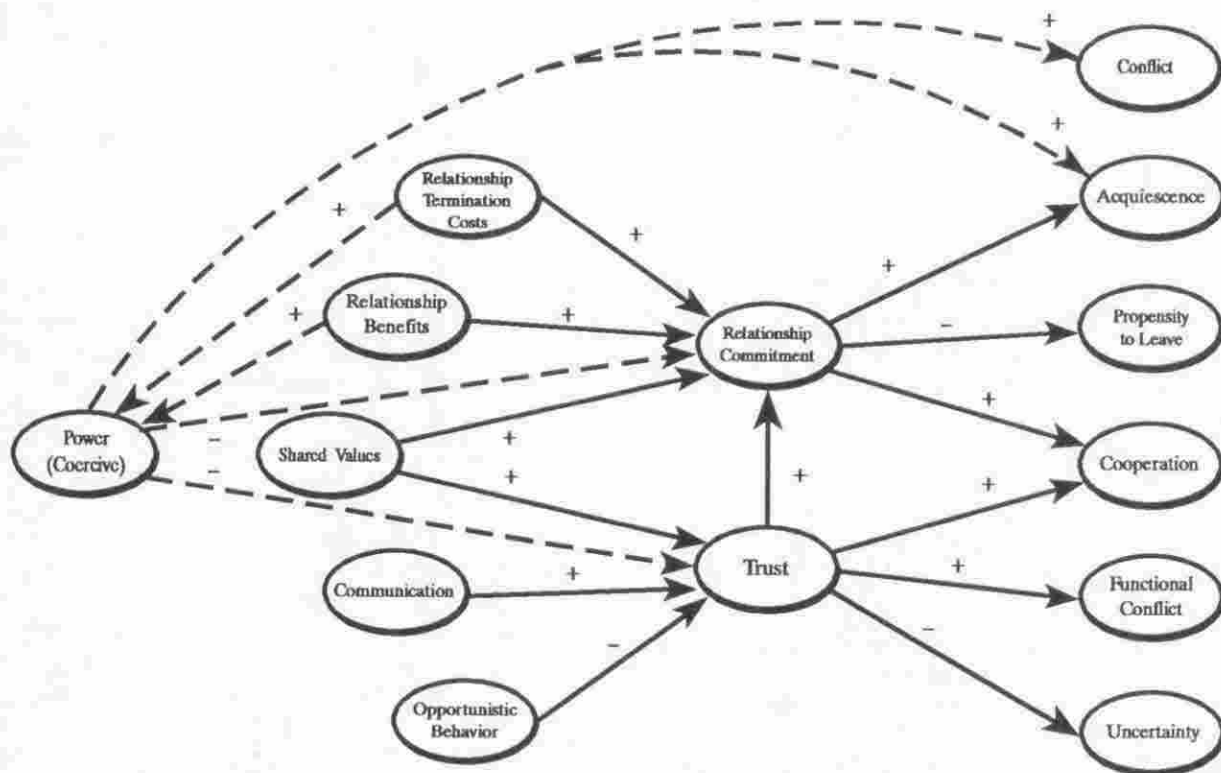 +
Conflict
+
Relationship
Termination
Costs
+
Acquiescence
+
+
Relationship
Benefits
+
+
Relationship
Commitment
–
Propensity
to Leave
Power
(Coercive)
–
–
Shared Values
+
+
+
+
+
Cooperation
Communication
+
Trust
+
Functional
Conflict
–
–
Opportunistic
Behavior
Uncertainty